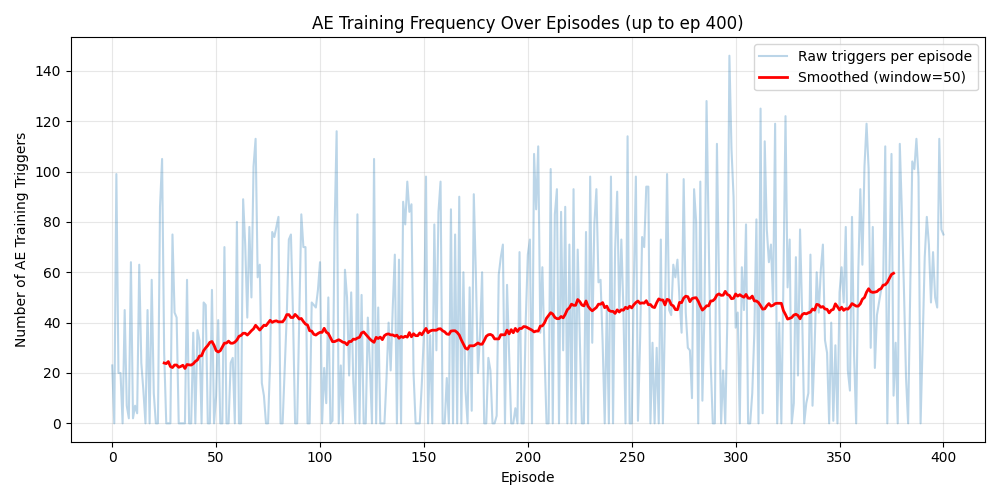 AE Training Frequency Over Episodes (up to ep 400)
Raw triggers per episode
Smoothed (window=50)
Number of AE Training Triggers
140
120
100
80
60
40
20
0
0 50 100 150 200 250 300 350 400
Episode